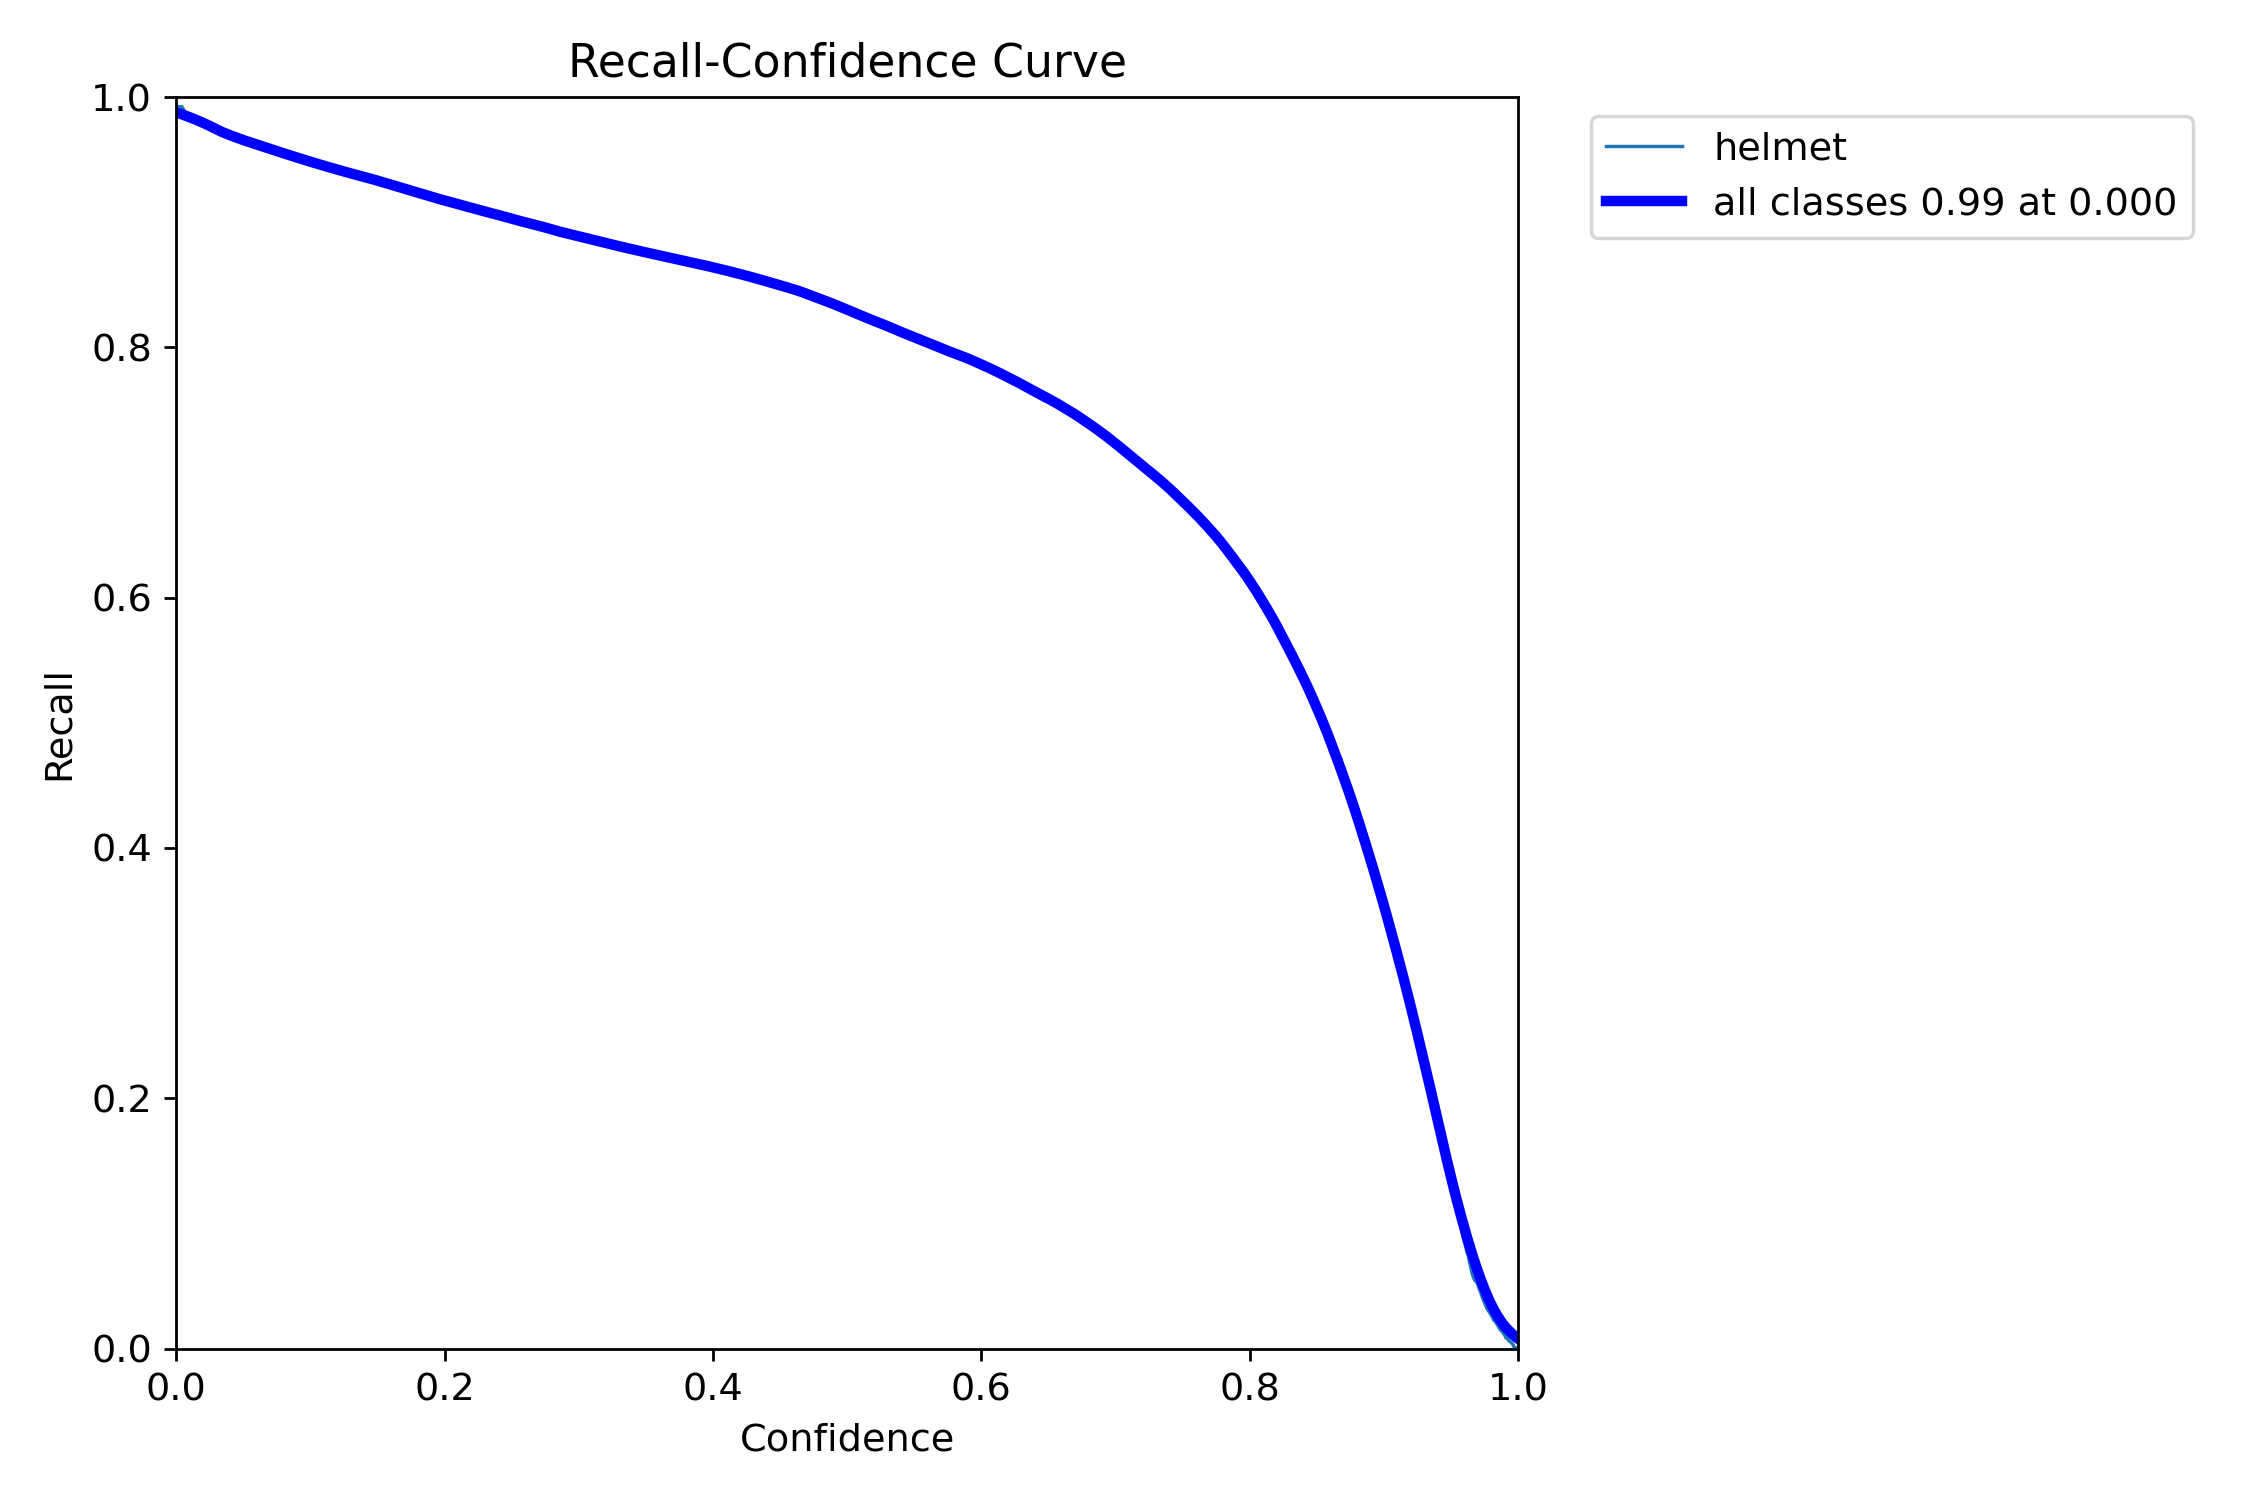 Recall-Confidence Curve
1.0
0.8
0.6
0.4
0.2
0.0
Recall
0.0 0.2 0.4 0.6 0.8 1.0
Confidence
helmet
all classes 0.99 at 0.000